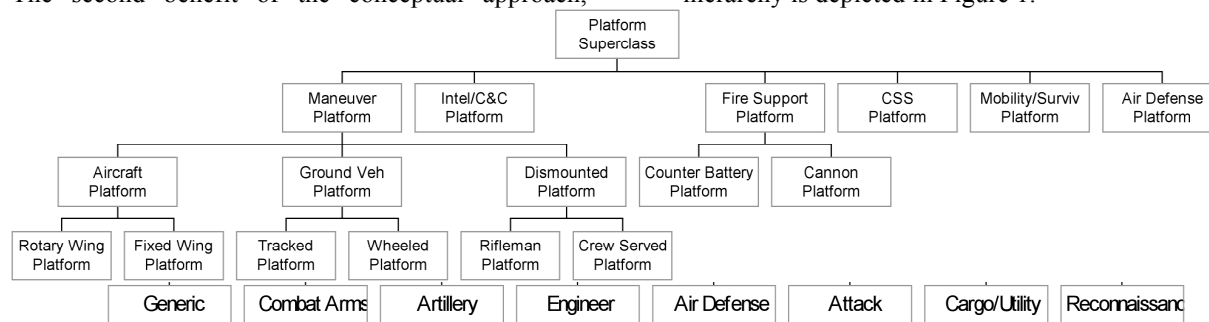 The second benefit of the conceptual approach,
hierarchy is depicted in Figure 1.
Platform
Superclass
Maneuver
Platform
Intel/C&C
Platform
Fire Support
Platform
CSS
Platform
Mobility/Surviv
Platform
Air Defense
Platform
Aircraft
Platform
Ground Veh
Platform
Dismounted
Platform
Counter Battery
Platform
Cannon
Platform
Rotary Wing
Platform
Fixed Wing
Platform
Tracked
Platform
Wheeled
Platform
Rifleman
Platform
Crew Served
Platform
Generic
Combat Arms
Artillery
Engineer
Air Defense
Attack
Cargo/Utility
Reconnaissanc